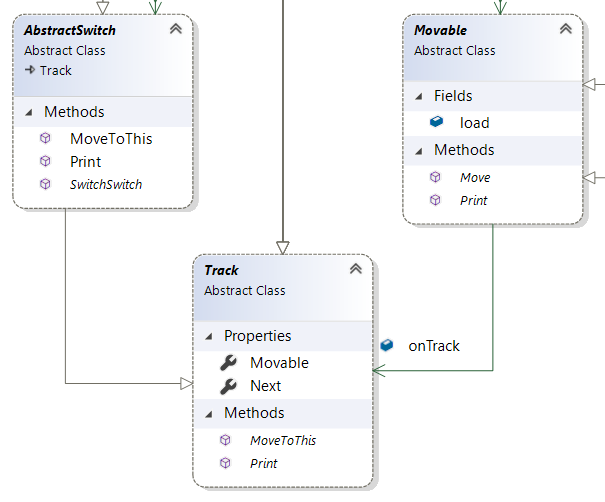 AbstractSwitch
Abstract Class
Track
Methods
MoveToThis
Print
SwitchSwitch
Movable
Abstract Class
Fields
load
Methods
Move
Print
Track
Abstract Class
Properties
Movable
Next
Methods
MoveToThis
Print
onTrack